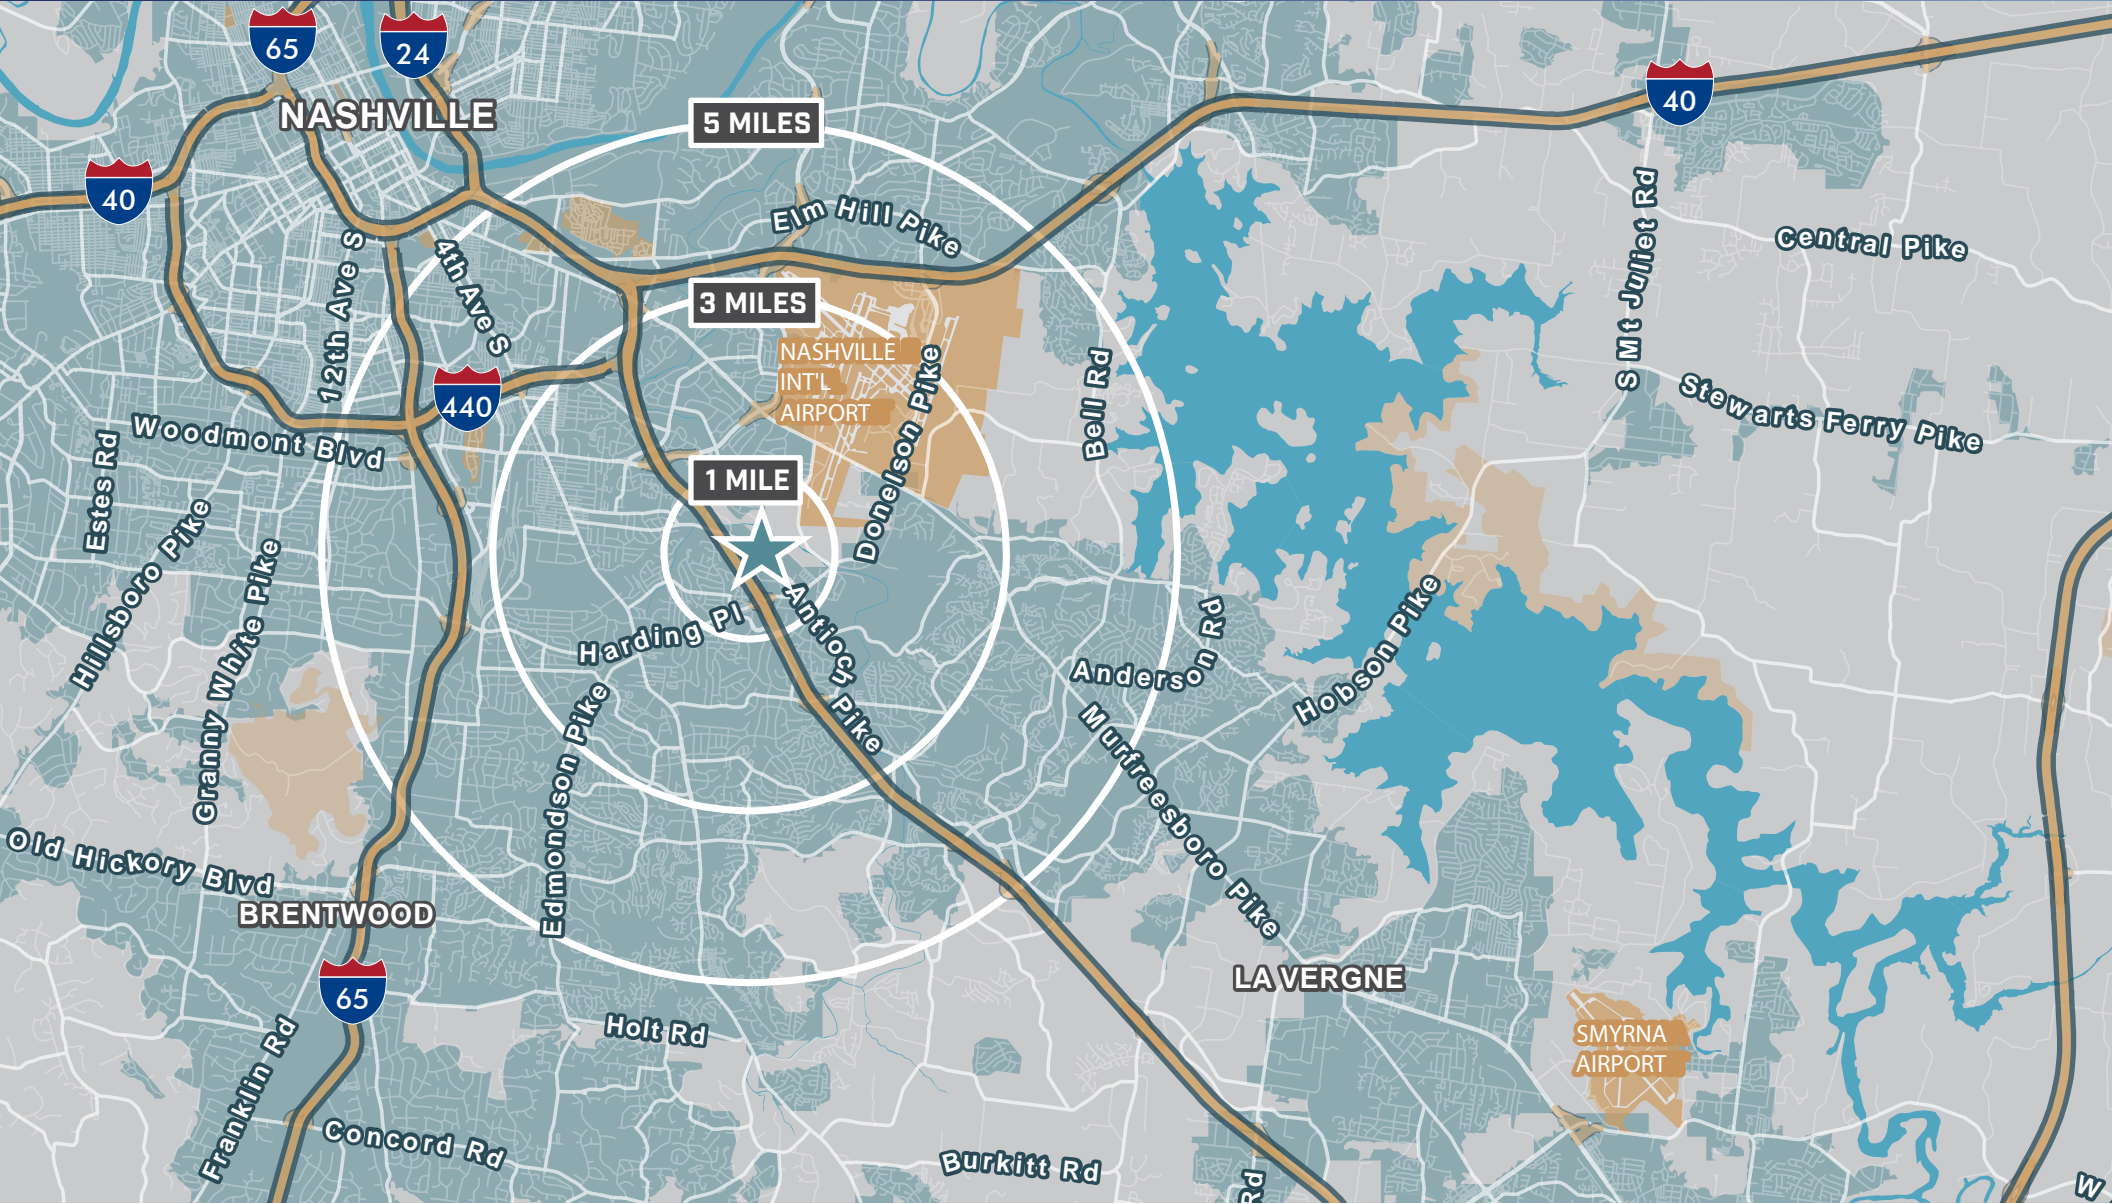 65
24
NASHVILLE
40
5 MILES
40
Elm Hill Pike
S Mt Juliet Rd
Central Pike
12th Ave S
4th Ave S
3 MILES
NASHVILLE
INT'L
AIRPORT
Donelson Pike
Bell Rd
440
Stewarts Ferry Pike
Woodmont Blvd
Estes Rd
1 MILE
Hillsboro Pike
Granny White Pike
Harding Pl
Antioch Pike
Anderson Rd
Hobson Pike
Edmondson Pike
Murfreesboro Pike
Old Hickory Blvd
BRENTWOOD
65
LA VERGNE
Holt Rd
SMYRNA
AIRPORT
Franklin Rd
Concord Rd
Burkitt Rd
Rd
W